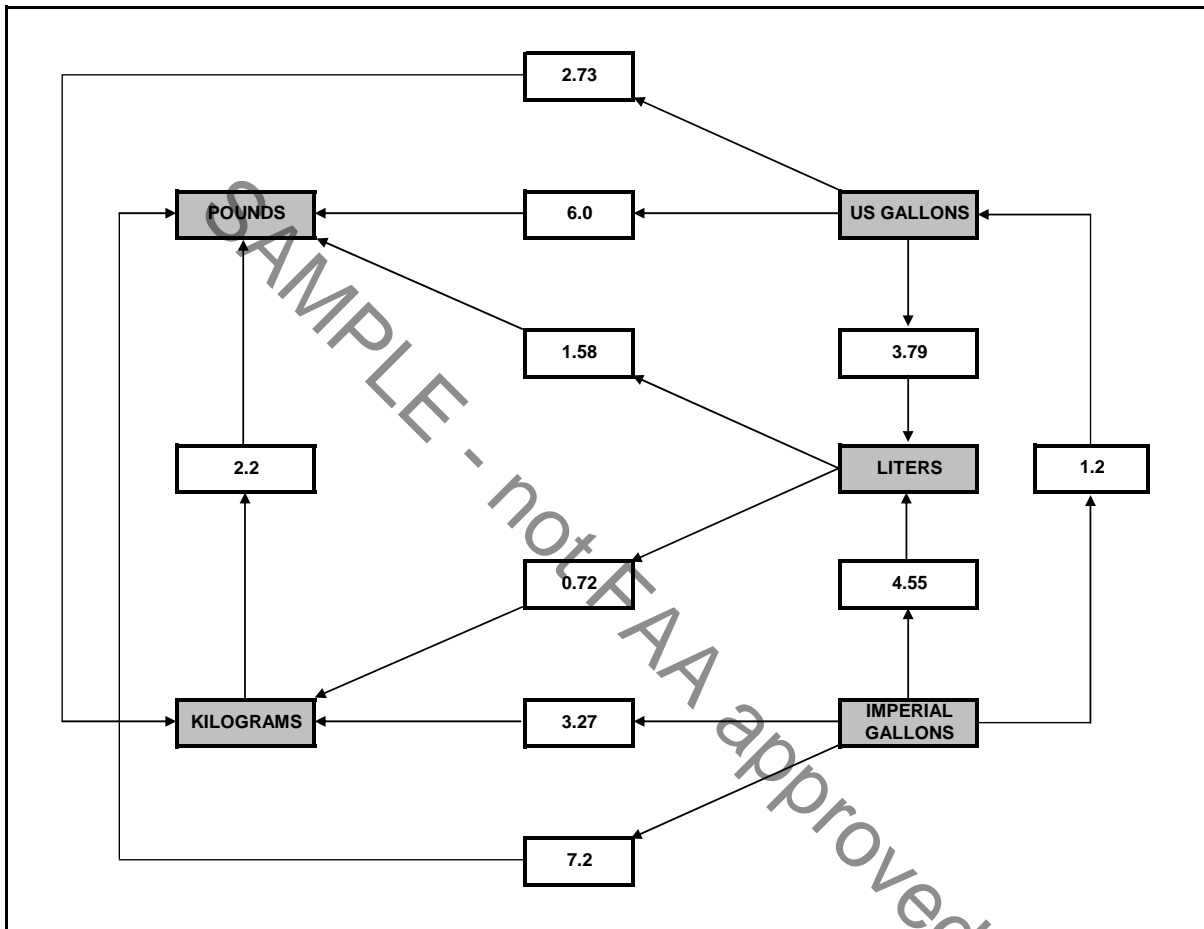 2.73
POUNDS
6.0
US GALLONS
1.58
3.79
2.2
LITERS
1.2
0.72
4.55
KILOGRAMS
3.27
IMPERIAL
GALLONS
7.2
SAMPLE - not FAA approved